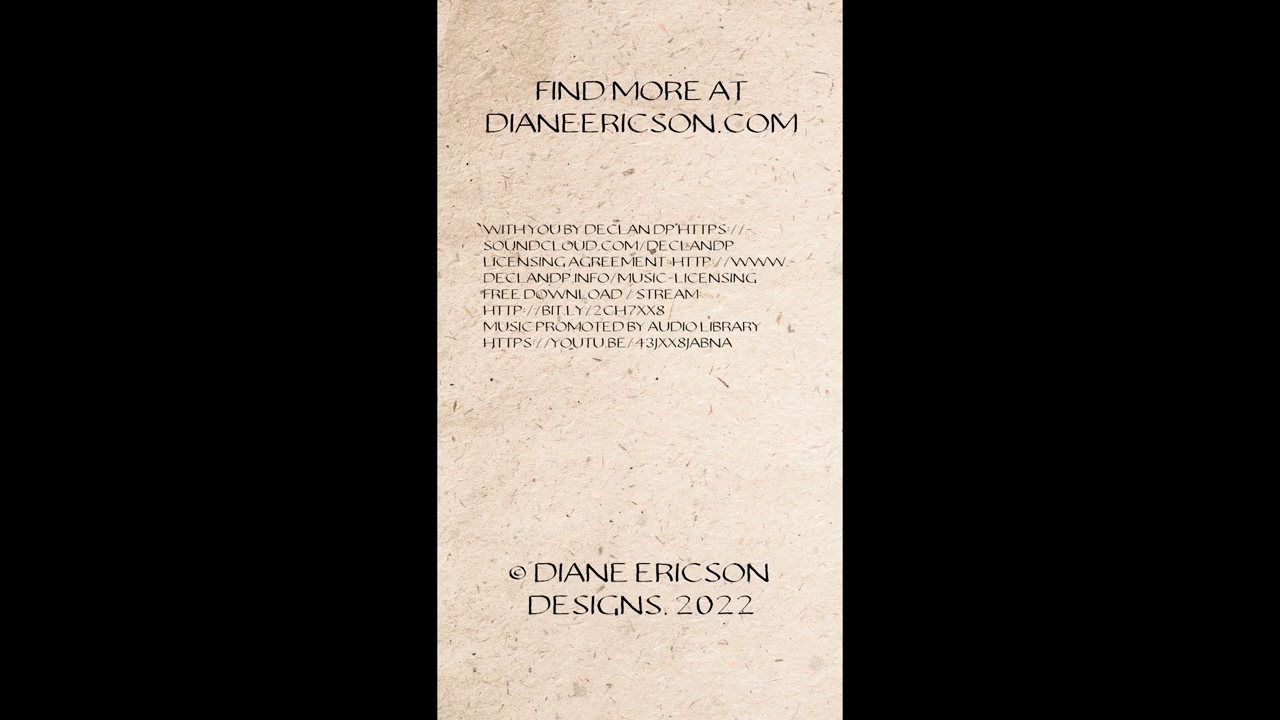 FIND MORE AT
DIANEERICSON.COM
`WITH YOU BY DECLAN DP' HTTPS://-
SOUNDCLOUD.COM/DECLANDP
LICENSING AGREEMENT: HTTP://WWW.-
DECLANDP.INFO/MUSIC-LICENSING
FREE DOWNLOAD / STREAM:
HTTP://BIT.LY/2CH7XX8
MUSIC PROMOTED BY AUDIO LIBRARY
HTTPS://YOUTU.BE/43JXX8JABNA
© DIANE ERICSON
DESIGNS. 2022